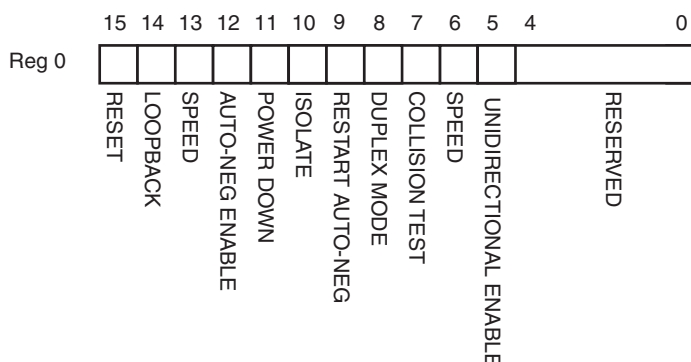 15 14 13 12 11 10 9 8 7 6 5 4 0
Reg 0
RESET
LOOPBACK
SPEED
AUTO-NEG ENABLE
POWER DOWN
ISOLATE
RESTART AUTO-NEG
DUPLEX MODE
COLLISION TEST
SPEED
UNIDIRECTIONAL ENABLE
RESERVED